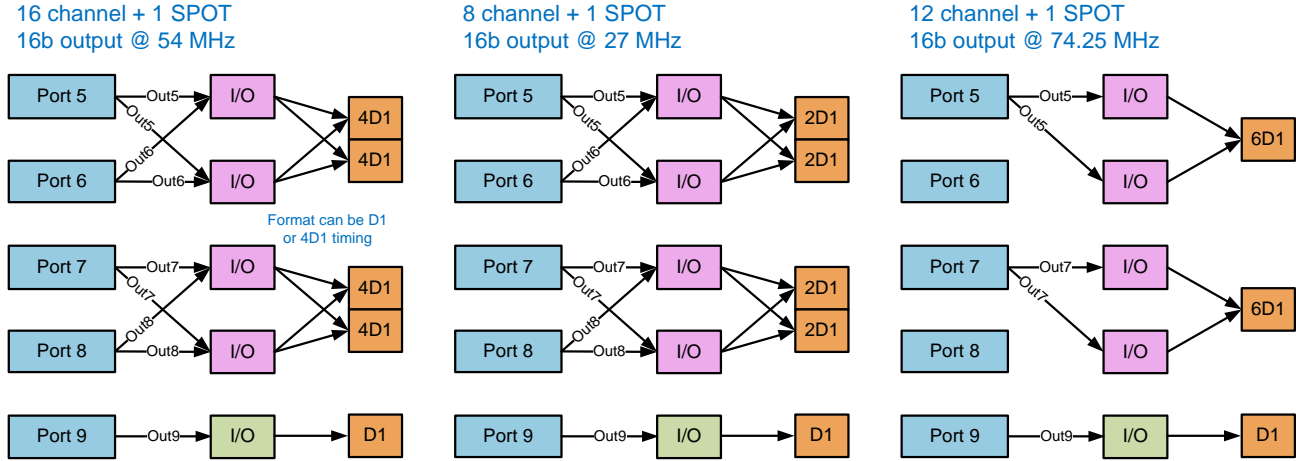 16 channel + 1 SPOT
16b output @ 54 MHz
Port 5
Out5
Out5
I/O
4D1
4D1
Port 6
Out6
Out6
I/O
Format can be D1
or 4D1 timing
Port 7
Out7
Out7
I/O
4D1
4D1
Port 8
Out8
Out8
I/O
Port 9
Out9
I/O
D1
8 channel + 1 SPOT
16b output @ 27 MHz
Port 5
Out5
Out5
I/O
2D1
2D1
Port 6
Out6
Out6
I/O
Port 7
Out7
Out7
I/O
2D1
2D1
Port 8
Out8
Out8
I/O
Port 9
Out9
I/O
D1
12 channel + 1 SPOT
16b output @ 74.25 MHz
Port 5
Out5
Out5
I/O
6D1
Port 6
I/O
Port 7
Out7
Out7
I/O
6D1
Port 8
I/O
Port 9
Out9
I/O
D1